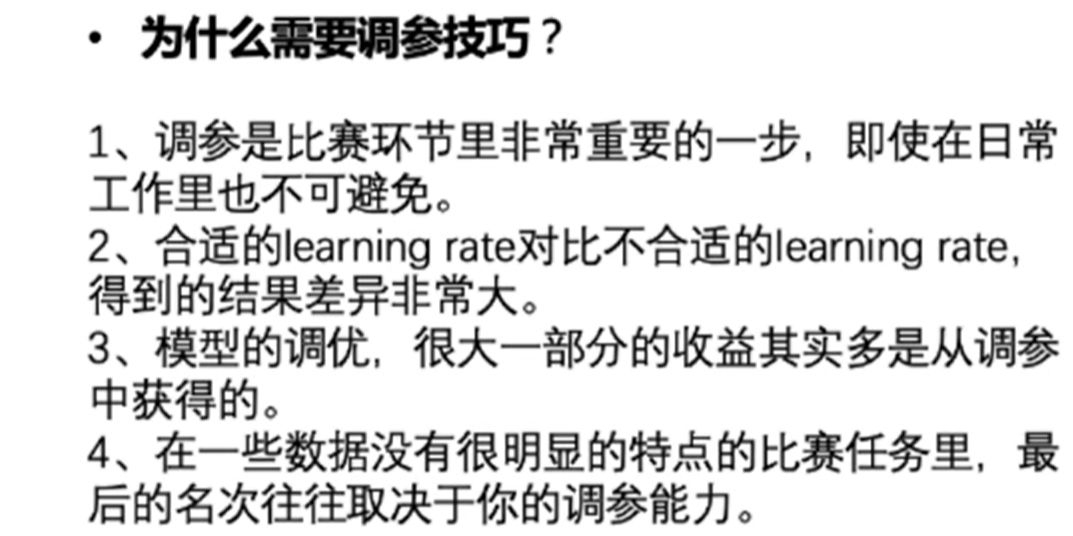 • 为什么需要调参技巧？
1、调参是比赛环节里非常重要的一步，即使在日常
工作里也不可避免。
2、合适的learning rate对比不合适的learning rate，
得到的结果差异非常大。
3、模型的调优，很大一部分的收益其实多是从调参
中获得的。
4、在一些数据没有很明显的特点的比赛任务里，最
后的名次往往取决于你的调参能力。